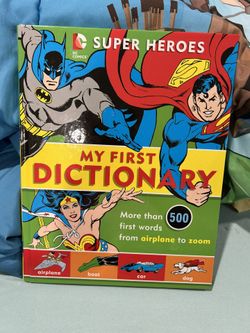 DC COMICS
SUPER HEROES
MY FIRST
DICTIONARY
More than 500
first words
from airplane to zoom
airplane
boat
car
dog